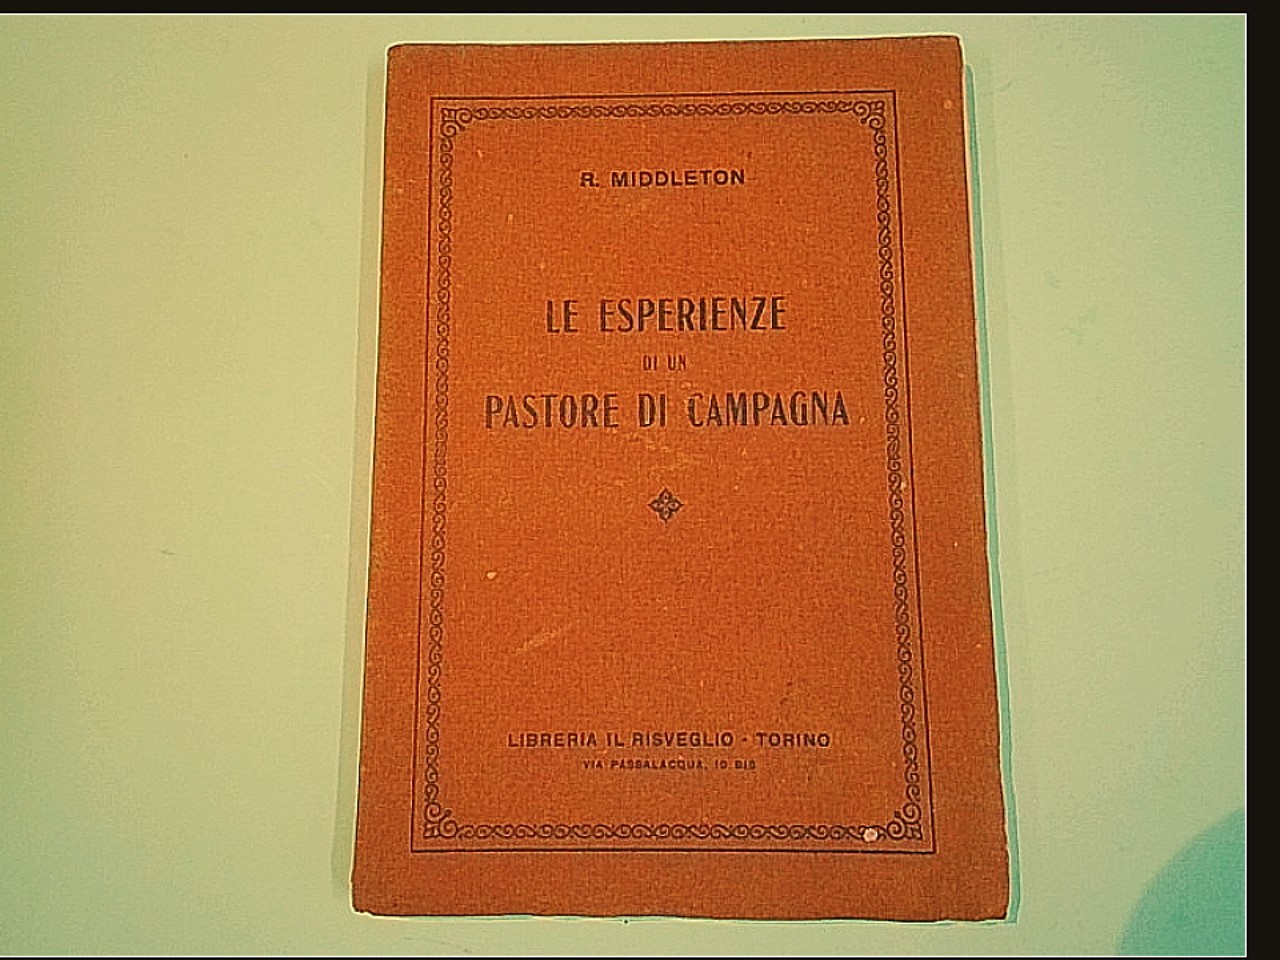 R. MIDDLETON
LE ESPERIENZE
DI UN
PASTORE DI CAMPAGNA
LIBRERIA IL RISVEGLIO - TORINO
VIA PASSALACQUA, 10 BIS